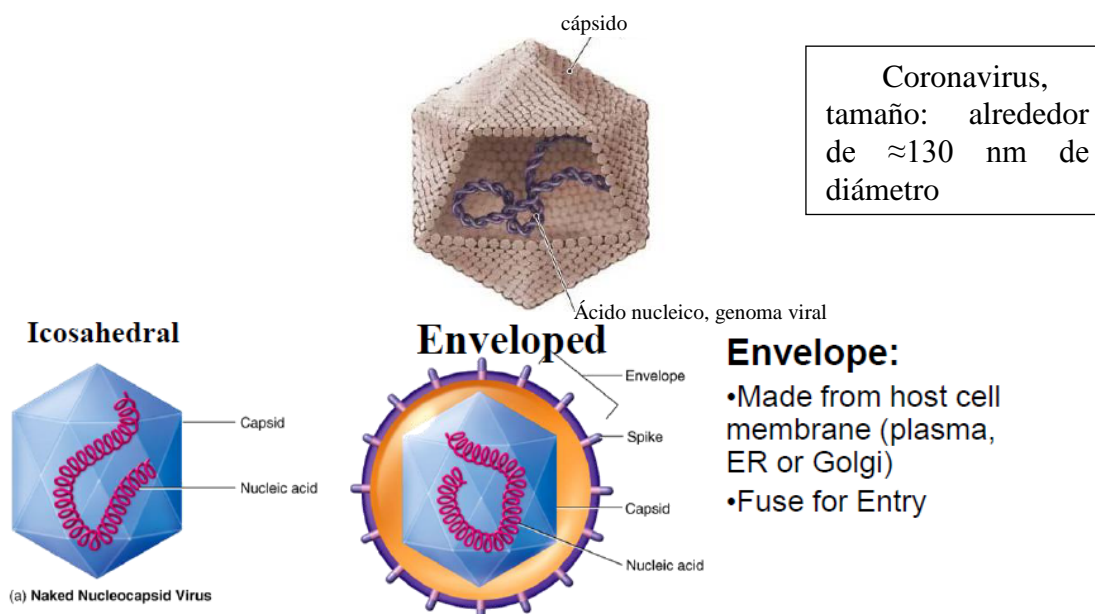 cápsido
Coronavirus,
tamaño: alrededor
de ≈130 nm de
diámetro
Ácido nucleico, genoma viral
Icosahedral
Capsid
Nucleic acid
(a) Naked Nucleocapsid Virus
Enveloped
Envelope
Spike
Capsid
Nucleic acid
Envelope:
•Made from host cell
membrane (plasma,
ER or Golgi)
•Fuse for Entry